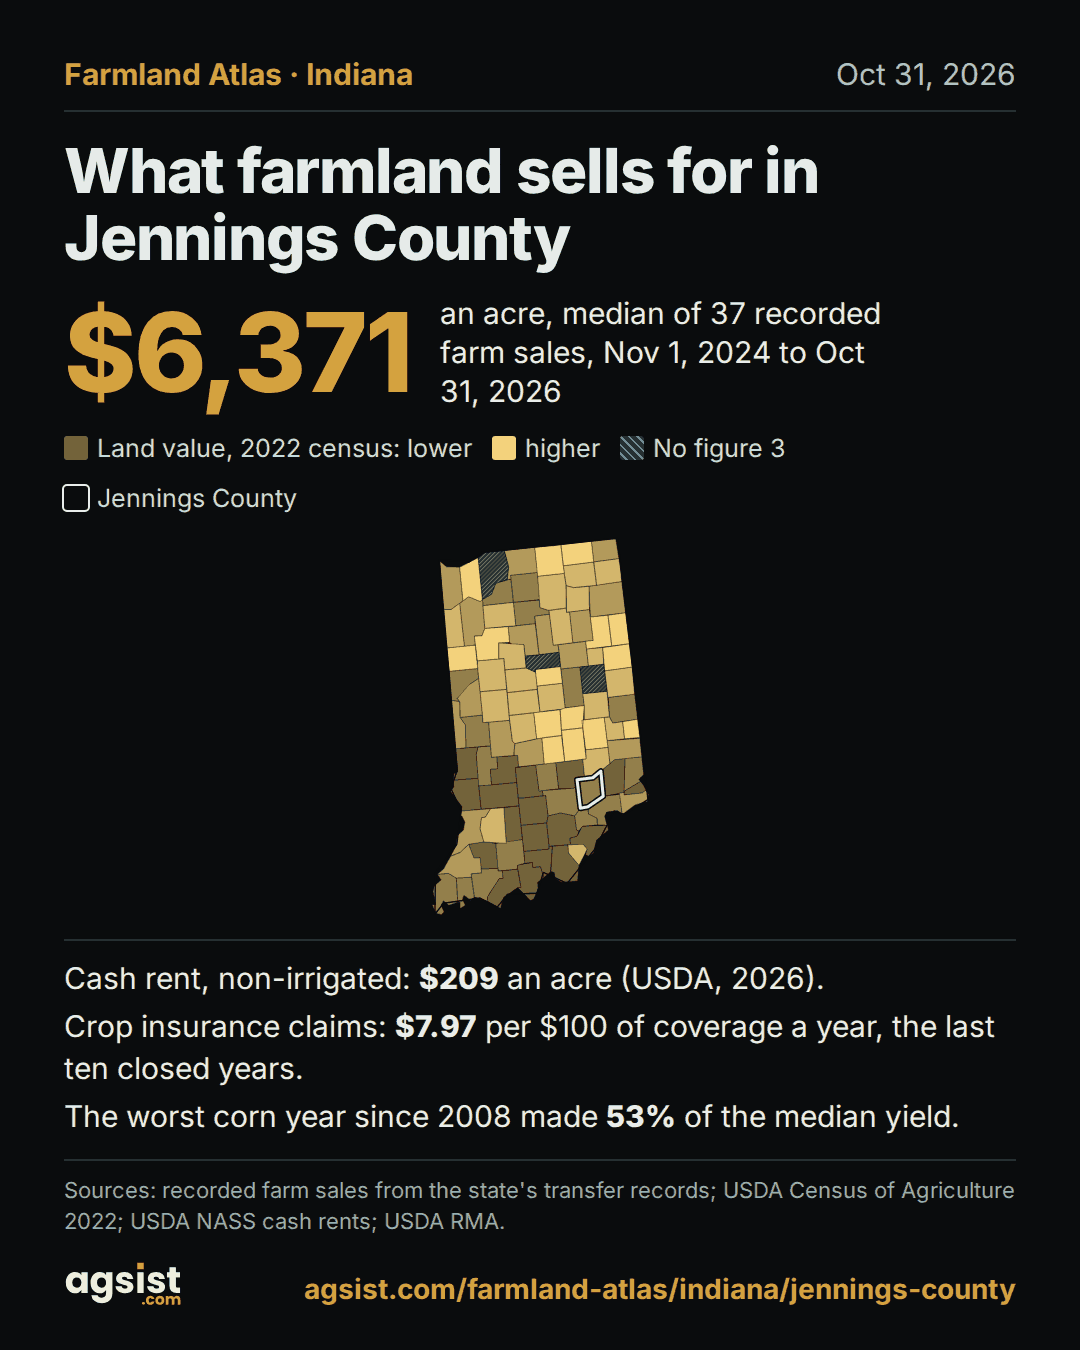 Farmland Atlas · Indiana
Oct 31, 2026
What farmland sells for in
Jennings County
$6,371
an acre, median of 37 recorded
farm sales, Nov 1, 2024 to Oct
31, 2026
Land value, 2022 census: lower
higher
No figure 3
Jennings County
Cash rent, non-irrigated: $209 an acre (USDA, 2026).
Crop insurance claims: $7.97 per $100 of coverage a year, the last
ten closed years.
The worst corn year since 2008 made 53% of the median yield.
Sources: recorded farm sales from the state's transfer records; USDA Census of Agriculture
2022; USDA NASS cash rents; USDA RMA.
agsist
.com
agsist.com/farmland-atlas/indiana/jennings-county